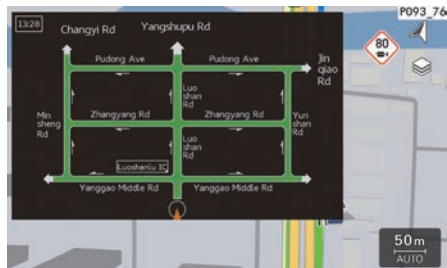 13:28
Changyi Rd
Yangshupu Rd
P093_76
80
Pudong Ave
Pudong Ave
Jin
qiao
Rd
Luo
shan
Rd
Min
sheng
Rd
Zhangyang Rd
Zhangyang Rd
Yun
shan
Rd
Luo
shan
Rd
Luoshanlu IC
Yanggao Middle Rd
Yanggao Middle Rd
50m
AUTO